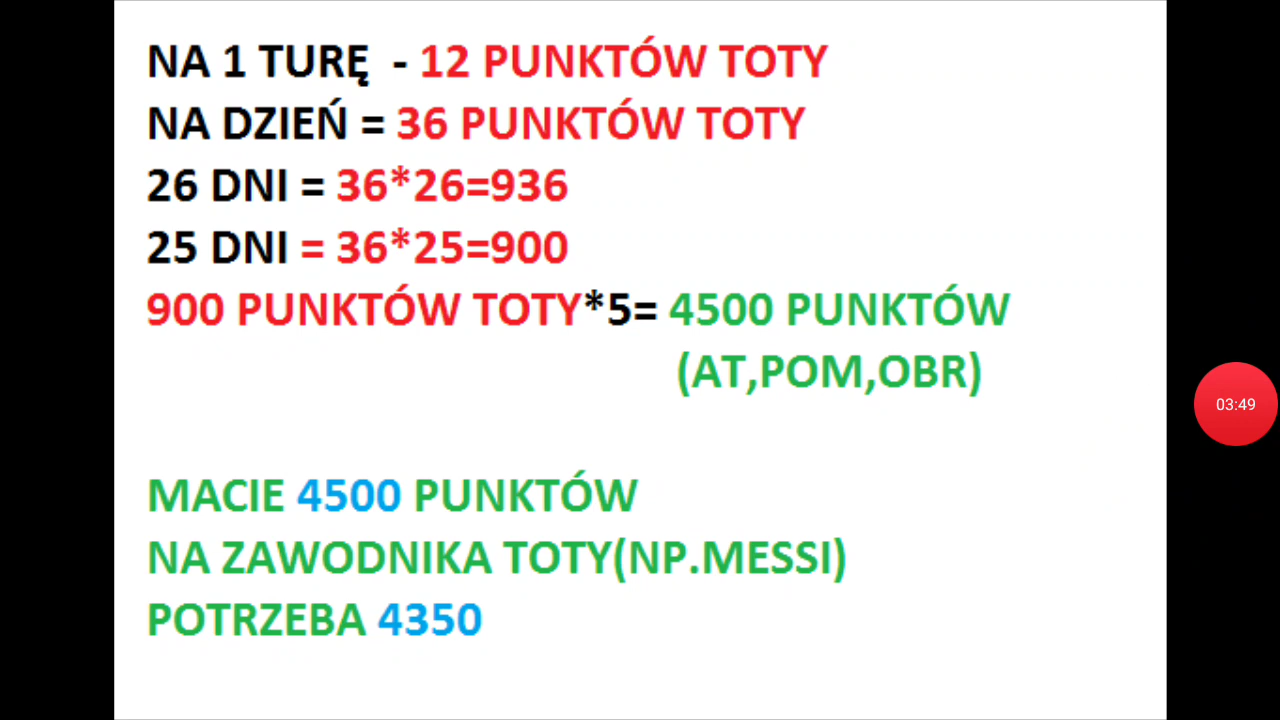 NA 1 TURĘ - 12 PUNKTÓW TOTY
NA DZIEŃ = 36 PUNKTÓW TOTY
26 DNI = 36*26=936
25 DNI = 36*25=900
900 PUNKTÓW TOTY*5= 4500 PUNKTÓW
(AT,POM,OBR)
03:49
MACIE 4500 PUNKTÓW
NA ZAWODNIKA TOTY(NP.MESSI)
POTRZEBA 4350